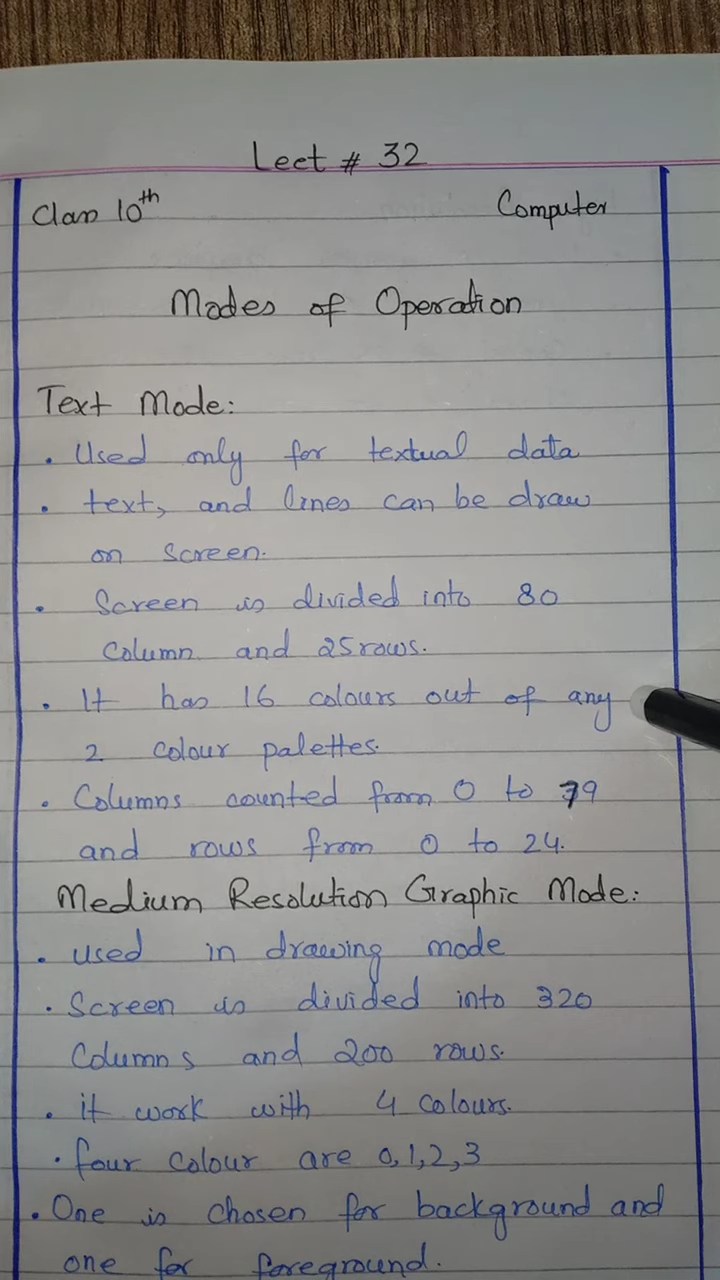 Lect # 32
Class 10th Computer
Modes of Operation
Text Mode:
. Used only for textual data
. text, and lines can be draw
on screen.
. Screen is divided into 80
Column and 25 rows.
. It has 16 colours out of any
2 colour palettes.
. Columns counted from 0 to 79
and rows from 0 to 24.
Medium Resolution Graphic Mode:
. used in drawing mode
. Screen is divided into 320
Columns and 200 rows.
. it work with 4 colours.
. four colour are 0,1,2,3
. One is chosen for background and
one for foreground.